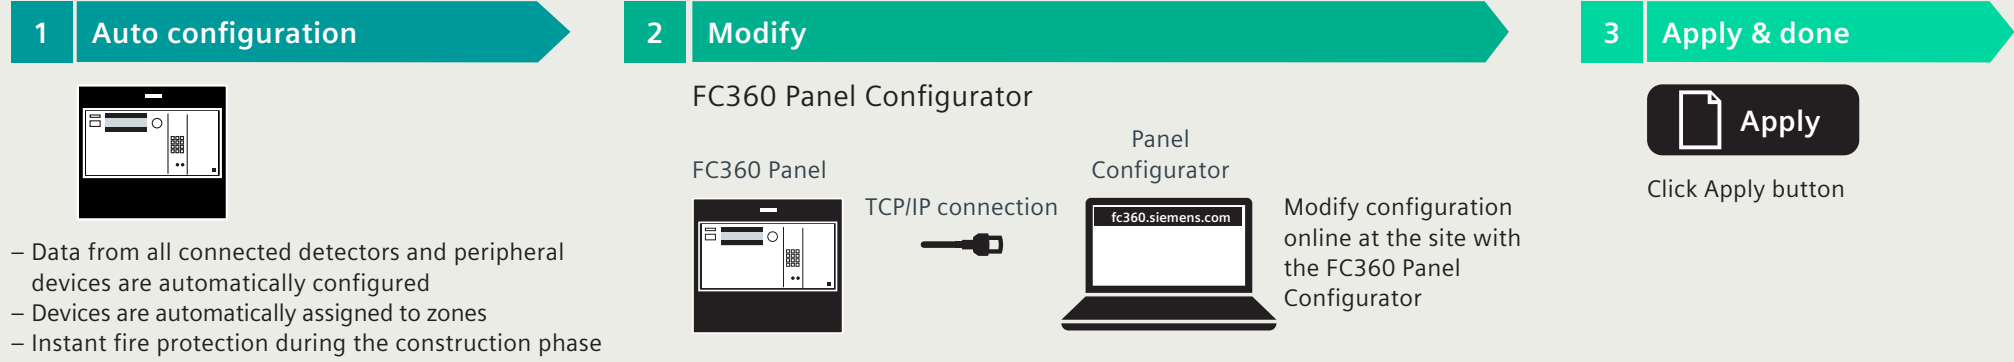 1 Auto configuration
– Data from all connected detectors and peripheral
devices are automatically configured
– Devices are automatically assigned to zones
– Instant fire protection during the construction phase
2 Modify
FC360 Panel Configurator
FC360 Panel
TCP/IP connection
Panel
Configurator
fc360.siemens.com
Modify configuration
online at the site with
the FC360 Panel
Configurator
3 Apply & done
Apply
Click Apply button